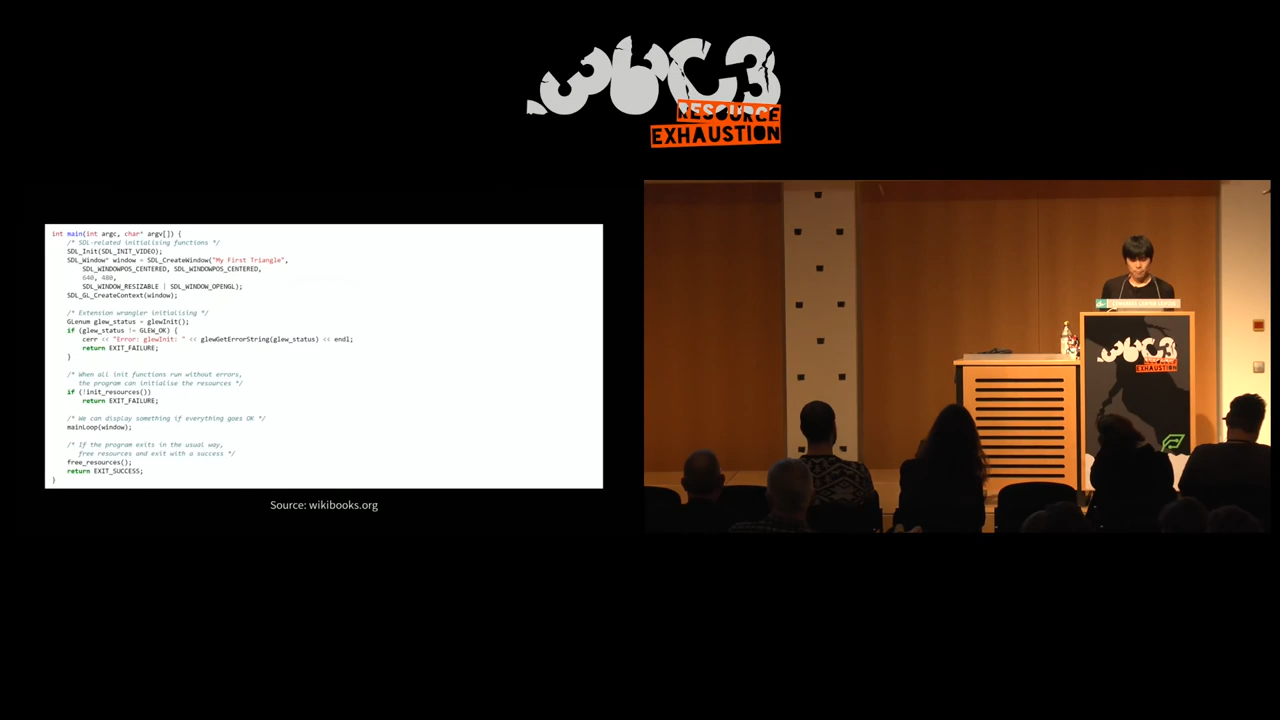 36C3
RESOURCE
EXHAUSTION
int main(int argc, char* argv[]) {
/* SDL-related initialising functions */
SDL_Init(SDL_INIT_VIDEO);
SDL_Window* window = SDL_CreateWindow("My First Triangle",
SDL_WINDOWPOS_CENTERED, SDL_WINDOWPOS_CENTERED,
640, 480,
SDL_WINDOW_RESIZABLE | SDL_WINDOW_OPENGL);
SDL_GL_CreateContext(window);
/* Extension wrangler initialising */
GLenum glew_status = glewInit();
if (glew_status != GLEW_OK) {
cerr << "Error: glewInit: " << glewGetErrorString(glew_status) << endl;
return EXIT_FAILURE;
}
/* When all init functions run without errors,
the program can initialise the resources */
if (!init_resources())
return EXIT_FAILURE;
/* We can display something if everything goes OK */
mainLoop(window);
/* If the program exits in the usual way,
free resources and exit with a success */
free_resources();
return EXIT_SUCCESS;
}
Source: wikibooks.org
36C3
EXHAUSTION